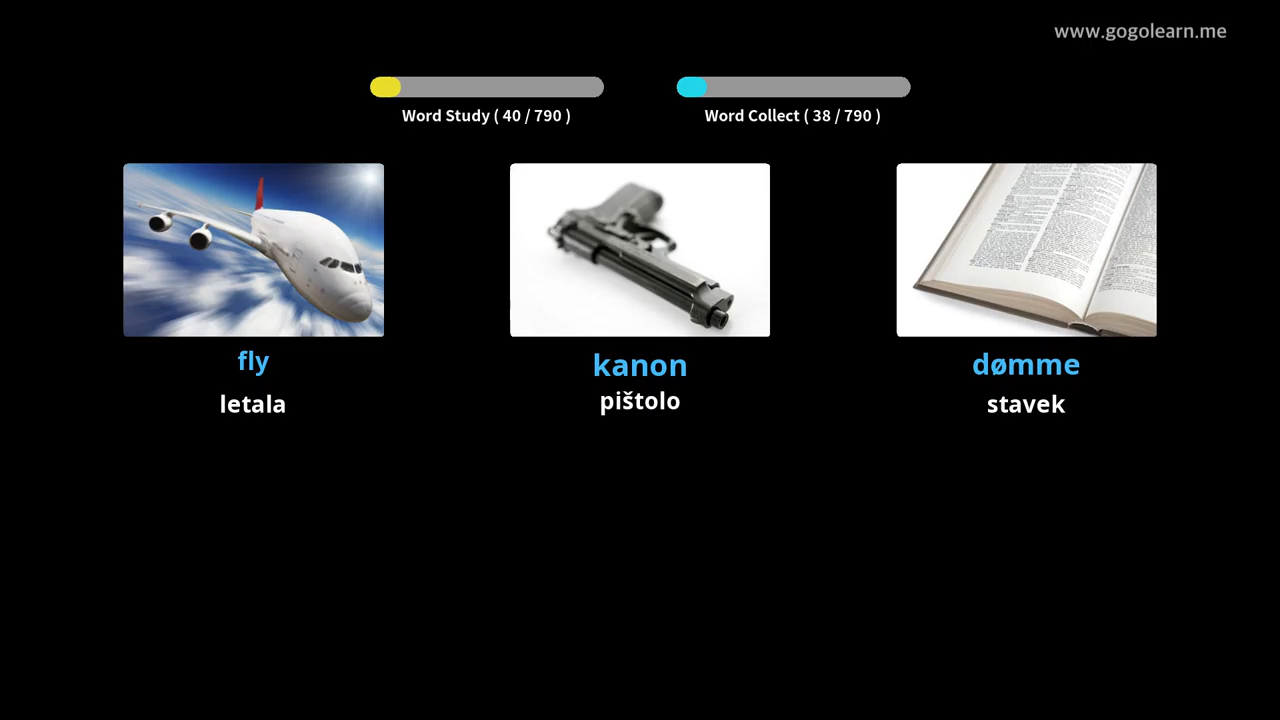 www.gogolearn.me
Word Study ( 40 / 790 )
Word Collect ( 38 / 790 )
fly
kanon
dømme
letala
pištolo
stavek